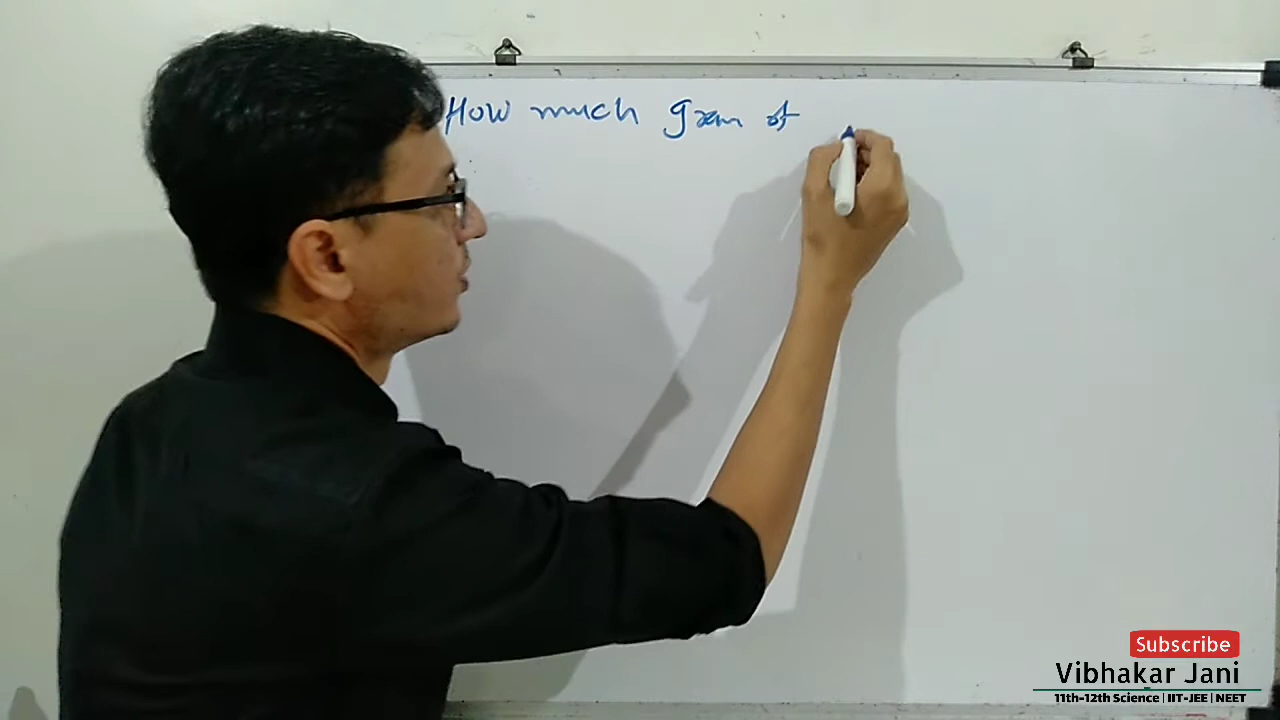 How much gram of
Subscribe
Vibhakar Jani
11th-12th Science | IIT-JEE | NEET